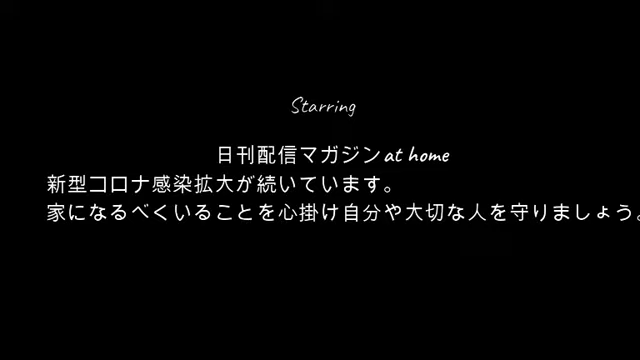 Starring
日刊配信マガジンat home
新型コロナ感染拡大が続いています。
家になるべくいることを心掛け自分や大切な人を守りましょう。